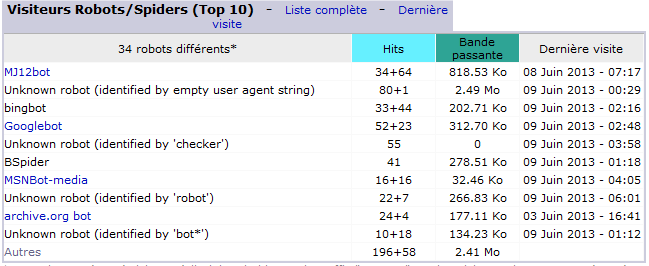 Visiteurs Robots/Spiders (Top 10) - Liste complète - Dernière
visite
34 robots différents* Hits Bande passante Dernière visite
MJ12bot 34+64 818.53 Ko 08 Juin 2013 - 07:17
Unknown robot (identified by empty user agent string) 80+1 2.49 Mo 09 Juin 2013 - 00:29
bingbot 33+44 202.71 Ko 09 Juin 2013 - 02:16
Googlebot 52+23 312.70 Ko 09 Juin 2013 - 02:48
Unknown robot (identified by 'checker') 55 0 09 Juin 2013 - 03:58
BSpider 41 278.51 Ko 09 Juin 2013 - 01:18
MSNBot-media 16+16 32.46 Ko 09 Juin 2013 - 04:05
Unknown robot (identified by 'robot') 22+7 266.83 Ko 09 Juin 2013 - 06:01
archive.org bot 24+4 177.11 Ko 03 Juin 2013 - 16:41
Unknown robot (identified by 'bot*') 10+18 134.23 Ko 09 Juin 2013 - 01:12
Autres 196+58 2.41 Mo